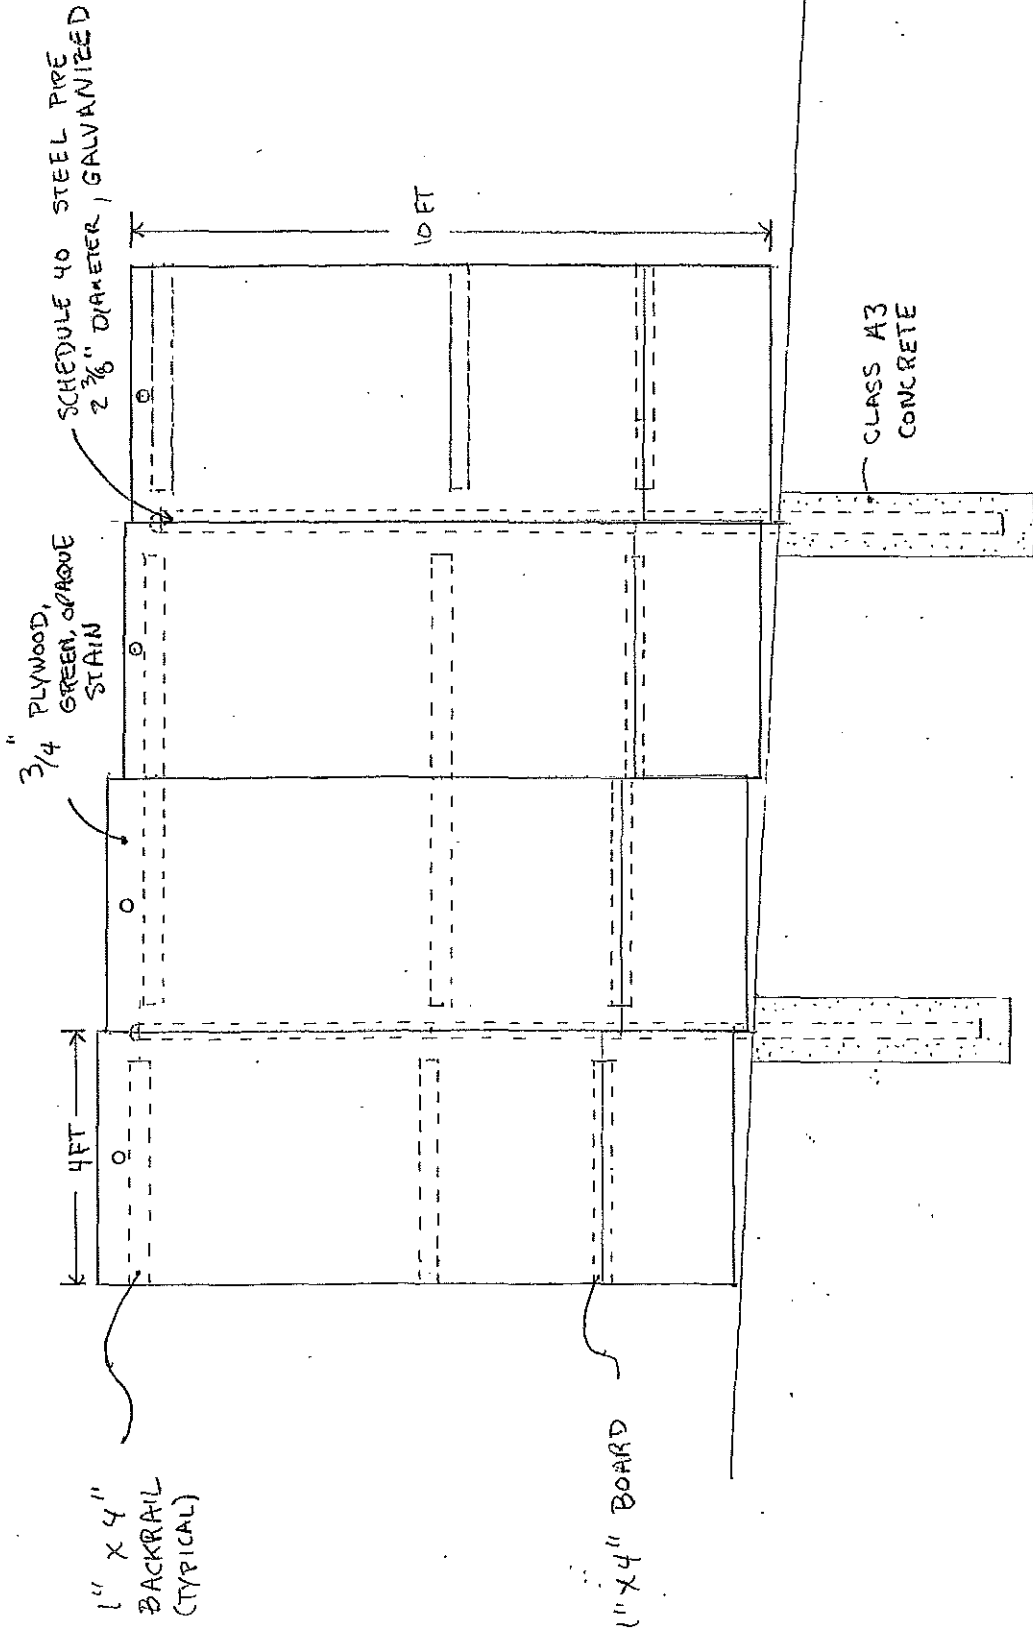 SCHEDULE 40 STEEL PIPE
2 3/8" DIAMETER, GALVANIZED
3/4" PLYWOOD,
GREEN, OPAQUE
STAIN
4FT
10 FT
1" X 4"
BACKRAIL
(TYPICAL)
1" X 4" BOARD
CLASS A3
CONCRETE